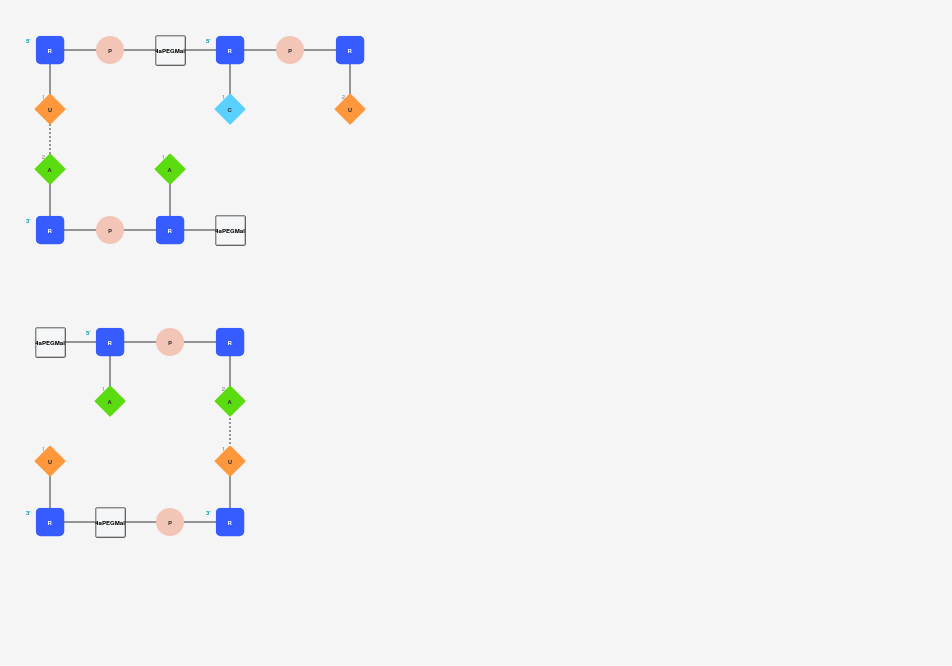 5' R P 4aPEGMal 5' R P R
1 U 1 C 2 U
2 A 1 A
3' R P R 4aPEGMal
4aPEGMal 5' R P R
1 A 2 A
1 U 1 U
3' R 4aPEGMal P 3' R